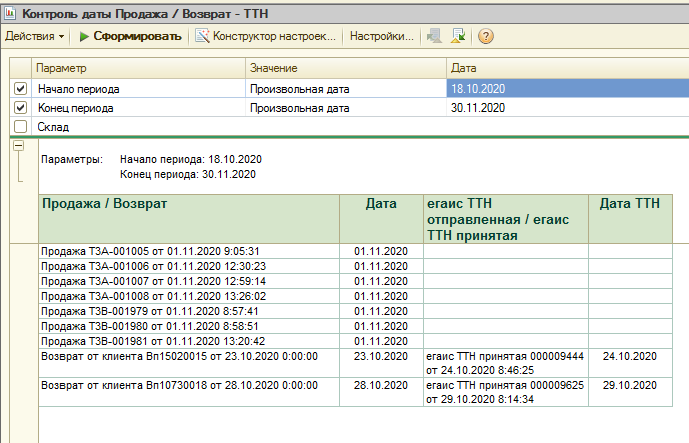 Контроль даты Продажа / Возврат - ТТН
Действия Сформировать Конструктор настроек... Настройки... ?
Параметр Значение Дата
Начало периода Произвольная дата 18.10.2020
Конец периода Произвольная дата 30.11.2020
Склад
Параметры: Начало периода: 18.10.2020
Конец периода: 30.11.2020
Продажа / Возврат Дата егаис ТТН отправленная / егаис ТТН принятая Дата ТТН
Продажа ТЗА-001005 от 01.11.2020 9:05:31 01.11.2020
Продажа ТЗА-001006 от 01.11.2020 12:30:23 01.11.2020
Продажа ТЗА-001007 от 01.11.2020 12:59:14 01.11.2020
Продажа ТЗА-001008 от 01.11.2020 13:26:02 01.11.2020
Продажа ТЗВ-001979 от 01.11.2020 8:57:41 01.11.2020
Продажа ТЗВ-001980 от 01.11.2020 8:58:51 01.11.2020
Продажа ТЗВ-001981 от 01.11.2020 13:20:42 01.11.2020
Возврат от клиента Вп15020015 от 23.10.2020 0:00:00 23.10.2020 егаис ТТН принятая 000009444 24.10.2020
от 24.10.2020 8:46:25
Возврат от клиента Вп10730018 от 28.10.2020 0:00:00 28.10.2020 егаис ТТН принятая 000009625 29.10.2020
от 29.10.2020 8:14:34